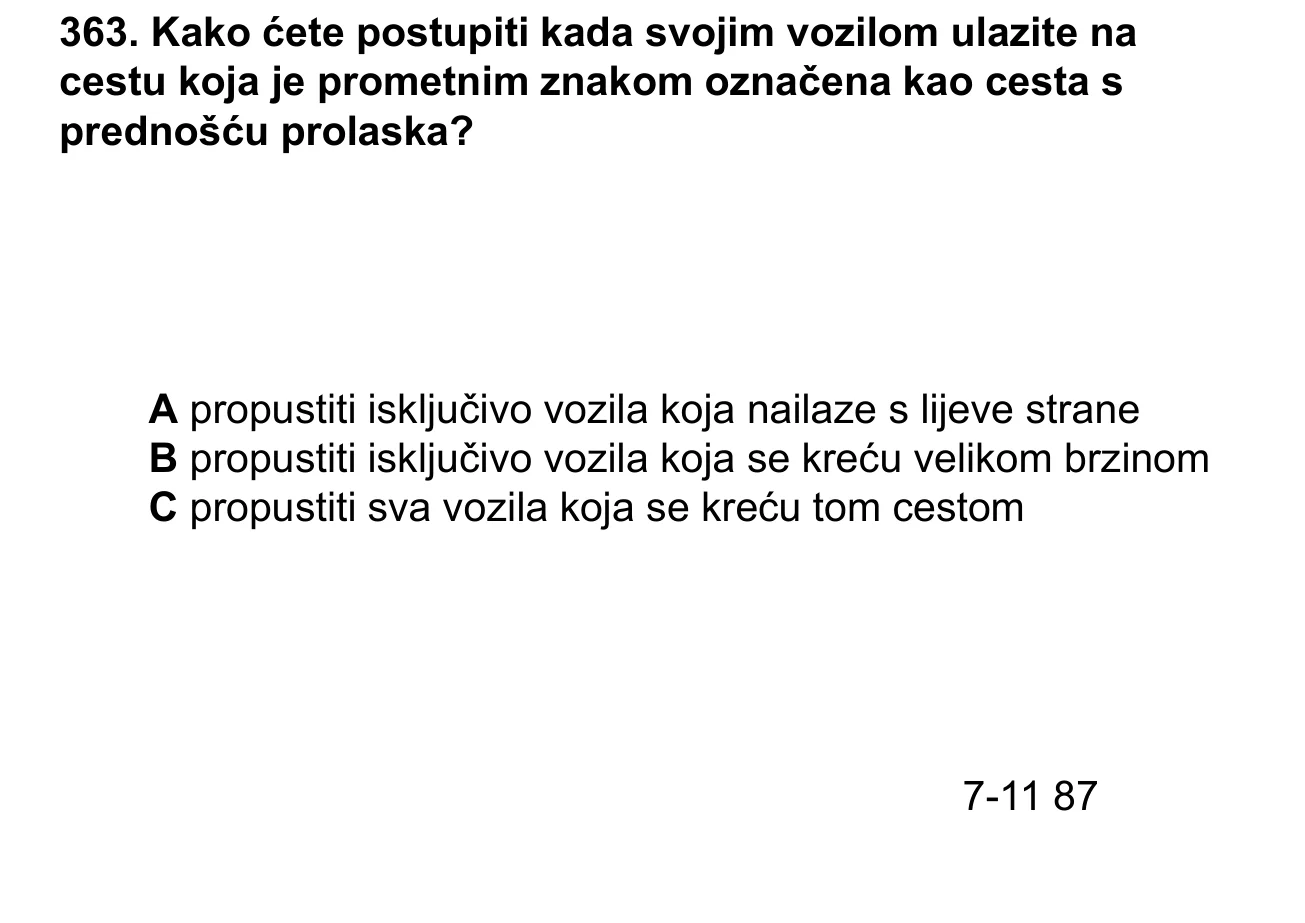 363. Kako ćete postupiti kada svojim vozilom ulazite na
cestu koja je prometnim znakom označena kao cesta s
prednošću prolaska?
A propustiti isključivo vozila koja nailaze s lijeve strane
B propustiti isključivo vozila koja se kreću velikom brzinom
C propustiti sva vozila koja se kreću tom cestom
7-11 87